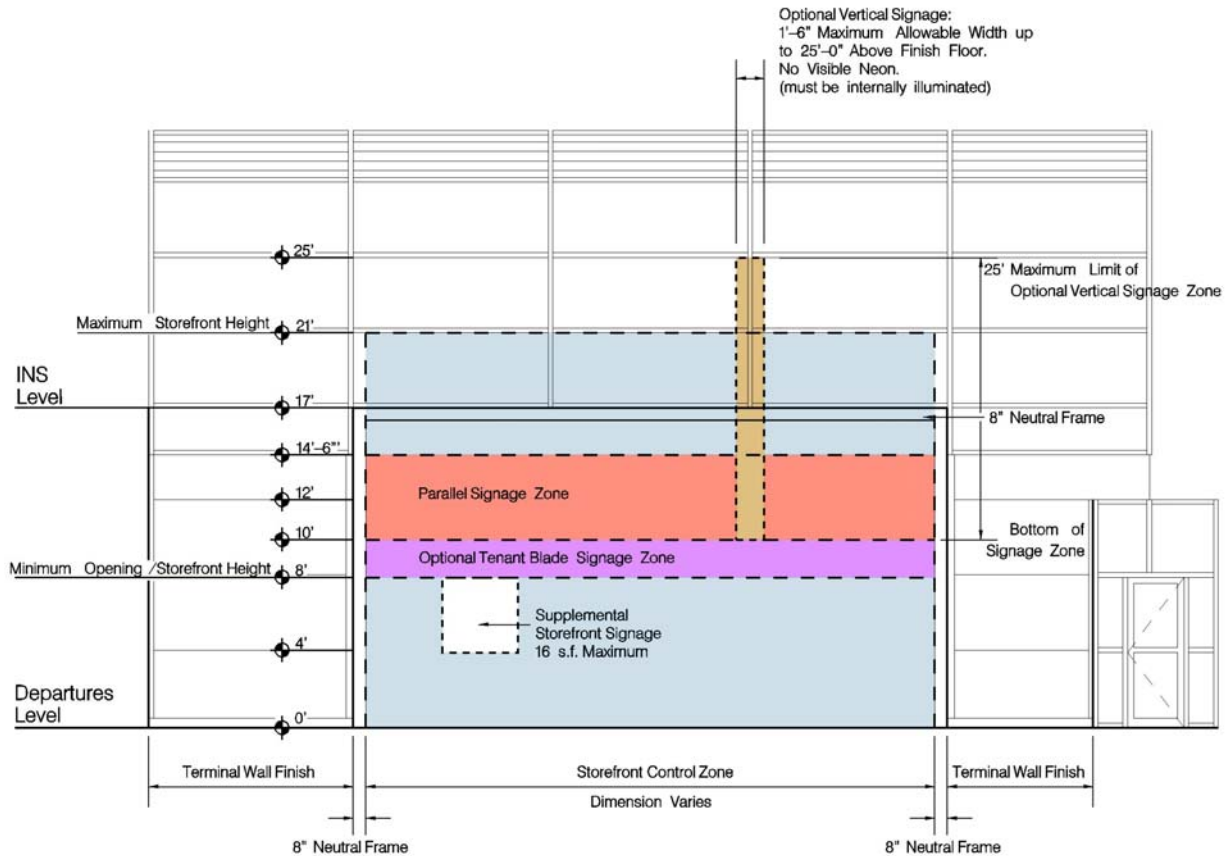 Optional Vertical Signage:
1'-6" Maximum Allowable Width up
to 25'-0" Above Finish Floor.
No Visible Neon.
(must be internally illuminated)
25'
25' Maximum Limit of
Optional Vertical Signage Zone
Maximum Storefront Height
21'
INS
Level
17'
8" Neutral Frame
14'-6"'
Parallel Signage Zone
12'
10'
Bottom of
Signage Zone
Optional Tenant Blade Signage Zone
Minimum Opening /Storefront Height
8'
Supplemental
Storefront Signage
16 s.f. Maximum
4'
Departures
Level
0'
Terminal Wall Finish
Storefront Control Zone
Terminal Wall Finish
Dimension Varies
8" Neutral Frame
8" Neutral Frame